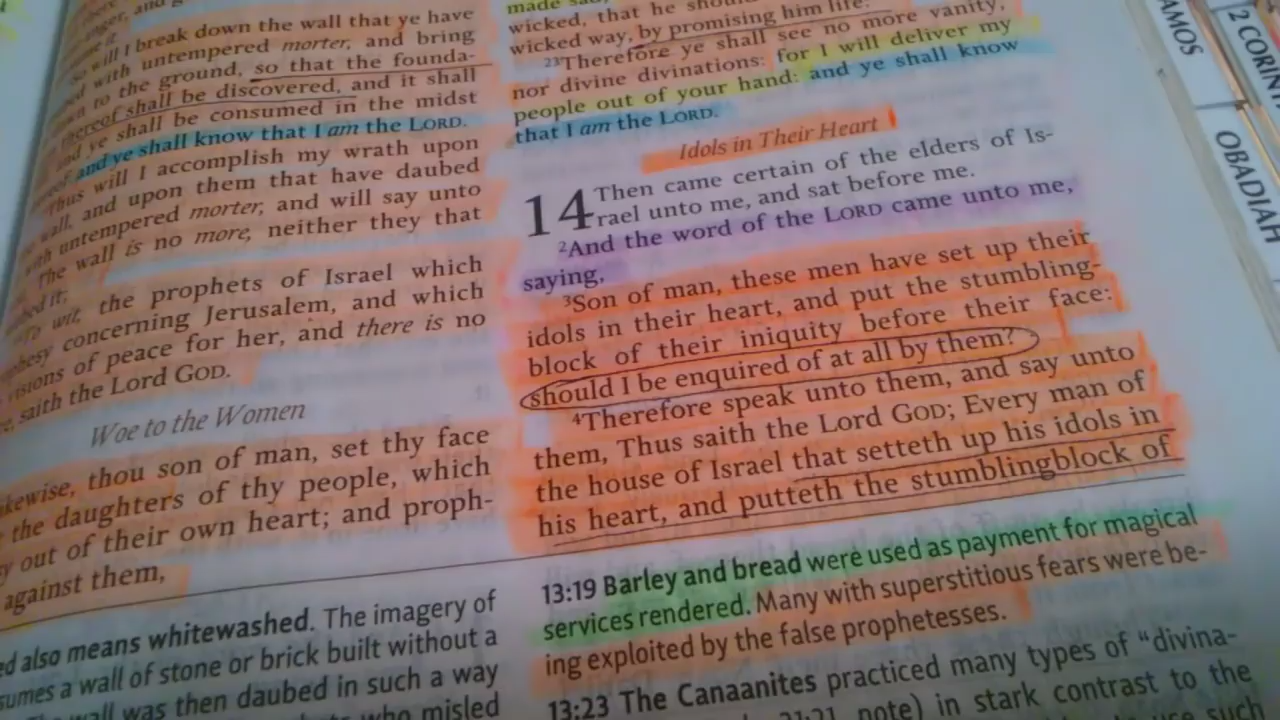 so will I break down the wall that ye have
with untempered morter, and bring
to the ground, so that the founda-
thereof shall be discovered, and it shall
ye shall be consumed in the midst
and ye shall know that I am the LORD.
Thus will I accomplish my wrath upon
wall, and upon them that have daubed
with untempered morter, and will say unto
The wall is no more, neither they that
it;
To wit, the prophets of Israel which
concerning Jerusalem, and which
visions of peace for her, and there is no
saith the Lord GOD.
Woe to the Women
thou son of man, set thy face
the daughters of thy people, which
out of their own heart; and proph-
against them,
also means whitewashed. The imagery of
a wall of stone or brick built without a
wall was then daubed in such a way
who misled
wicked, that he
wicked way, by promising him life:
23Therefore ye shall see no more vanity,
nor divine divinations: for I will deliver my
people out of your hand: and ye shall know
that I am the LORD.
Idols in Their Heart
14 Then came certain of the elders of Is-
rael unto me, and sat before me.
2And the word of the LORD came unto me,
saying,
3Son of man, these men have set up their
idols in their heart, and put the stumbling-
block of their iniquity before their face:
should I be enquired of at all by them?
4Therefore speak unto them, and say unto
them, Thus saith the Lord GOD; Every man of
the house of Israel that setteth up his idols in
his heart, and putteth the stumblingblock of
13:19 Barley and bread were used as payment for magical
services rendered. Many with superstitious fears were be-
ing exploited by the false prophetesses.
13:23 The Canaanites practiced many types of “divina-
note) in stark contrast to the
such
AMOS
2 CORINT
OBADIAH